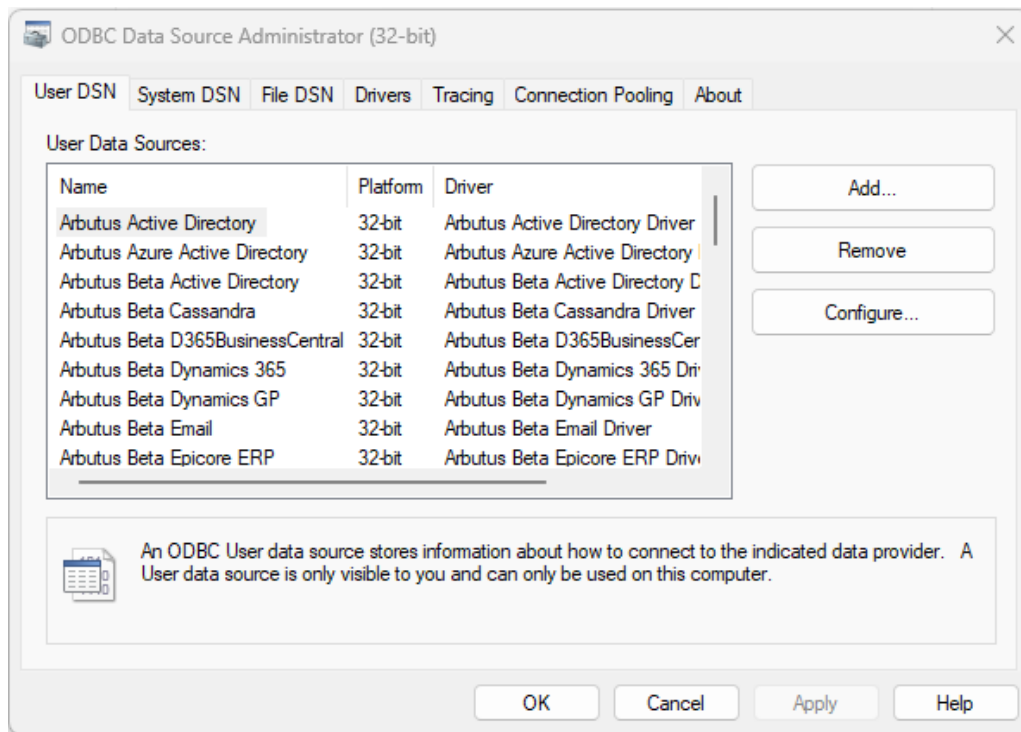 ODBC Data Source Administrator (32-bit)
User DSN System DSN File DSN Drivers Tracing Connection Pooling About
User Data Sources:
Name Platform Driver
Arbutus Active Directory 32-bit Arbutus Active Directory Driver
Arbutus Azure Active Directory 32-bit Arbutus Azure Active Directory
Arbutus Beta Active Directory 32-bit Arbutus Beta Active Directory D
Arbutus Beta Cassandra 32-bit Arbutus Beta Cassandra Driver
Arbutus Beta D365BusinessCentral 32-bit Arbutus Beta D365BusinessCer
Arbutus Beta Dynamics 365 32-bit Arbutus Beta Dynamics 365 Dri
Arbutus Beta Dynamics GP 32-bit Arbutus Beta Dynamics GP Driv
Arbutus Beta Email 32-bit Arbutus Beta Email Driver
Arbutus Beta Epicore ERP 32-bit Arbutus Beta Epicore ERP Drive
Add...
Remove
Configure...
An ODBC User data source stores information about how to connect to the indicated data provider. A
User data source is only visible to you and can only be used on this computer.
OK Cancel Apply Help